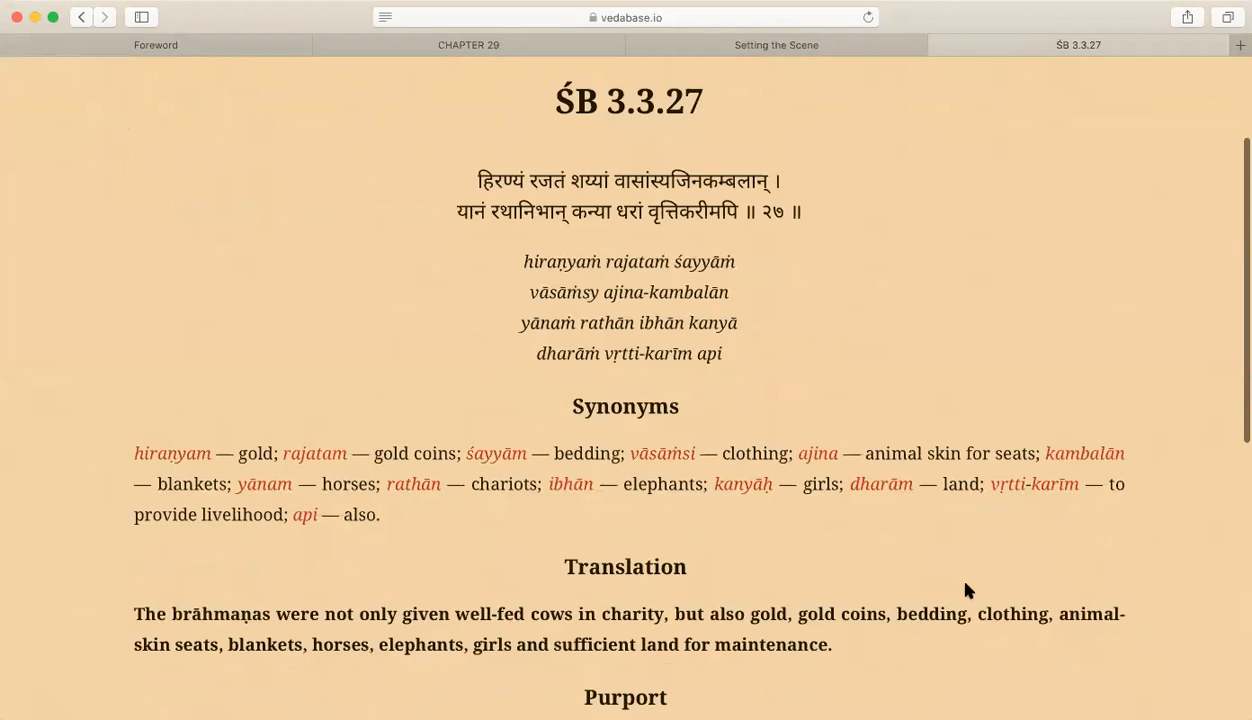 vedabase.io
Foreword
CHAPTER 29
Setting the Scene
ŚB 3.3.27
ŚB 3.3.27
हिरण्यं रजतं शय्यां वासांस्यजिनकम्बलान् ।
यानं रथानिभान् कन्या धरां वृत्तिकरीमपि ॥ २७ ॥
hiraṇyaṁ rajataṁ śayyāṁ
vāsāṁsy ajina-kambalān
yānaṁ rathān ibhān kanyā
dharāṁ vṛtti-karīm api
Synonyms
hiraṇyam — gold; rajatam — gold coins; śayyām — bedding; vāsāṁsi — clothing; ajina — animal skin for seats; kambalān
— blankets; yānam — horses; rathān — chariots; ibhān — elephants; kanyāḥ — girls; dharām — land; vṛtti-karīm — to
provide livelihood; api — also.
Translation
The brāhmaṇas were not only given well-fed cows in charity, but also gold, gold coins, bedding, clothing, animal-
skin seats, blankets, horses, elephants, girls and sufficient land for maintenance.
Purport